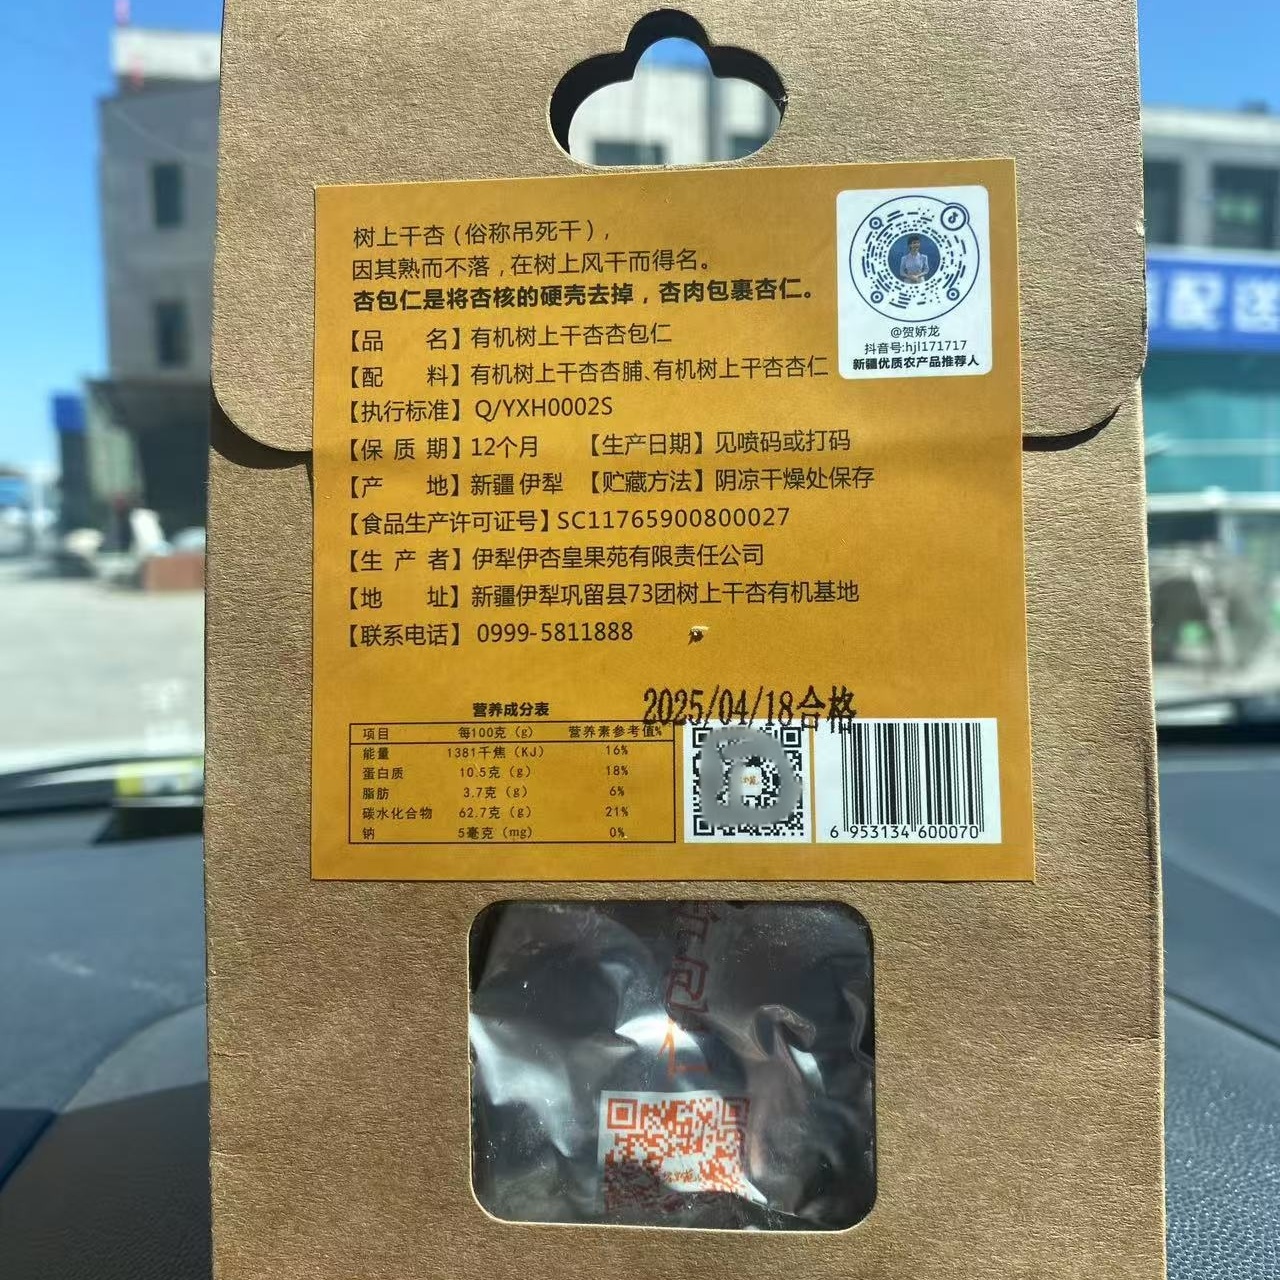 树上干杏（俗称吊死干），
因其熟而不落，在树上风干而得名。
杏包仁是将杏核的硬壳去掉，杏肉包裹杏仁。
@贺娇龙
抖音号:hjl171717
新疆优质农产品推荐人
【品 名】有机树上干杏杏包仁
【配 料】有机树上干杏杏脯、有机树上干杏杏仁
【执行标准】Q/YXH0002S
【保 质 期】12个月 【生产日期】见喷码或打码
【产 地】新疆 伊犁 【贮藏方法】阴凉干燥处保存
【食品生产许可证号】SC11765900800027
【生 产 者】伊犁伊杏皇果苑有限责任公司
【地 址】新疆伊犁巩留县73团树上干杏有机基地
【联系电话】0999-5811888
2025/04/18合格
营养成分表
项目 每100克（g） 营养素参考值%
能量 1381千焦（KJ） 16%
蛋白质 10.5克（g） 18%
脂肪 3.7克（g） 6%
碳水化合物 62.7克（g） 21%
钠 5毫克（mg） 0%
6 953134 600070
配送